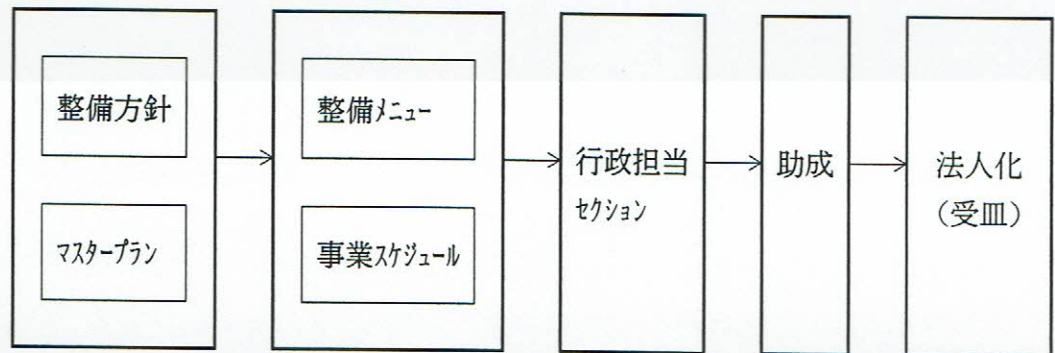 整備方針
マスタープラン
整備メニュー
事業スケジュール
行政担当
セクション
助成
法人化
（受皿）